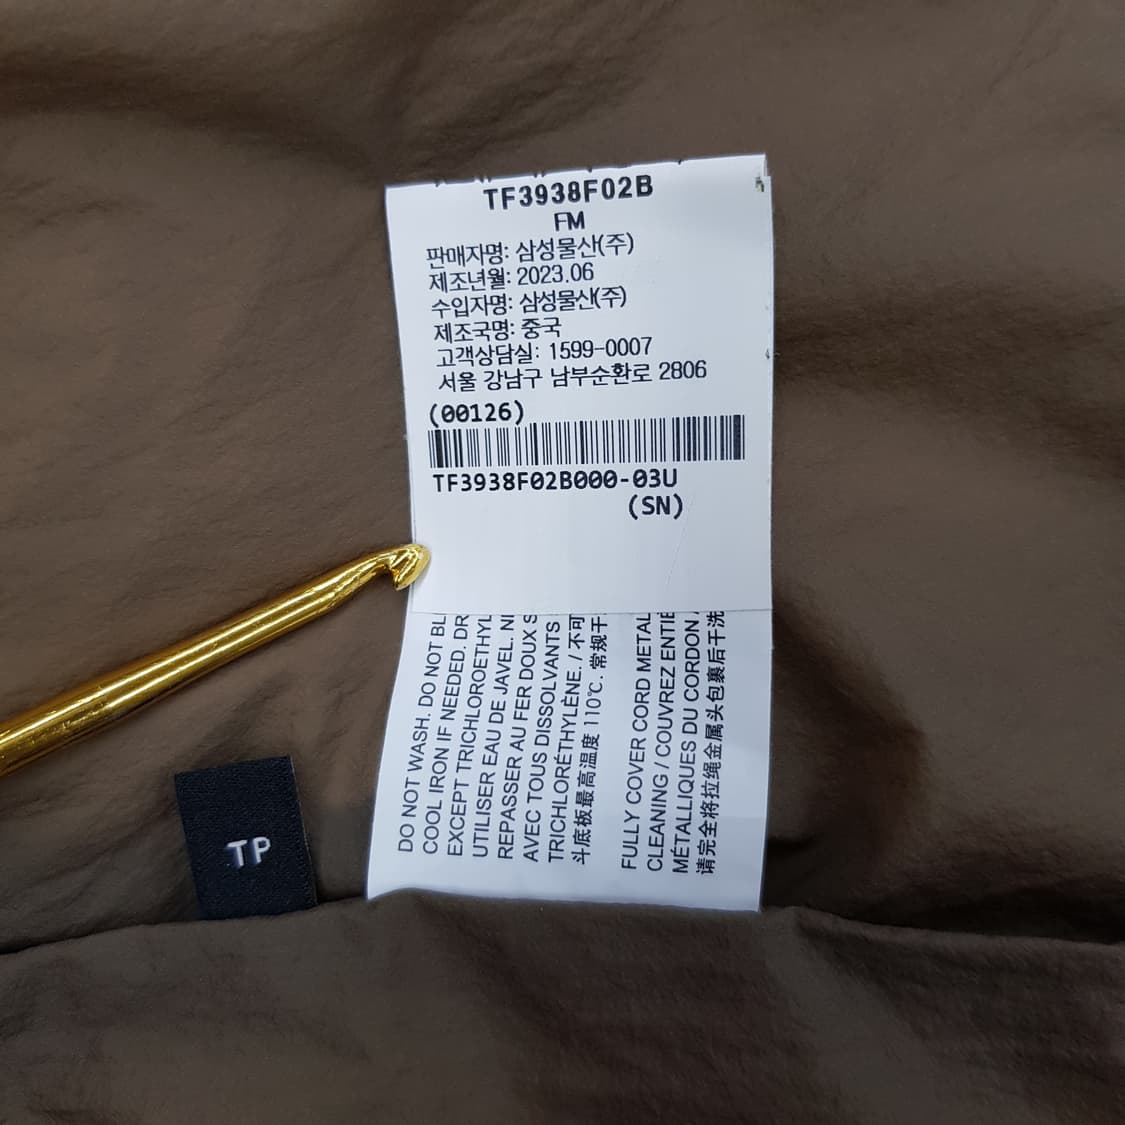 TF3938F02B
FM
판매자명: 삼성물산(주)
제조년월: 2023.06
수입자명: 삼성물산(주)
제조국명: 중국
고객상담실: 1599-0007
서울 강남구 남부순환로 2806
(00126)
TF3938F02B000-03U
(SN)
DO NOT WASH. DO NOT BL
COOL IRON IF NEEDED. DR
EXCEPT TRICHLOROETHYL
UTILISER EAU DE JAVEL. NI
REPASSER AU FER DOUX S
AVEC TOUS DISSOLVANTS
TRICHLORÉTHYLÈNE. / 不可
斗底板最高温度 110℃. 常规干
FULLY COVER CORD METAL
CLEANING / COUVREZ ENTIÈ
MÉTALLIQUES DU CORDON
请完全将拉绳金属头包裹后干洗
TP